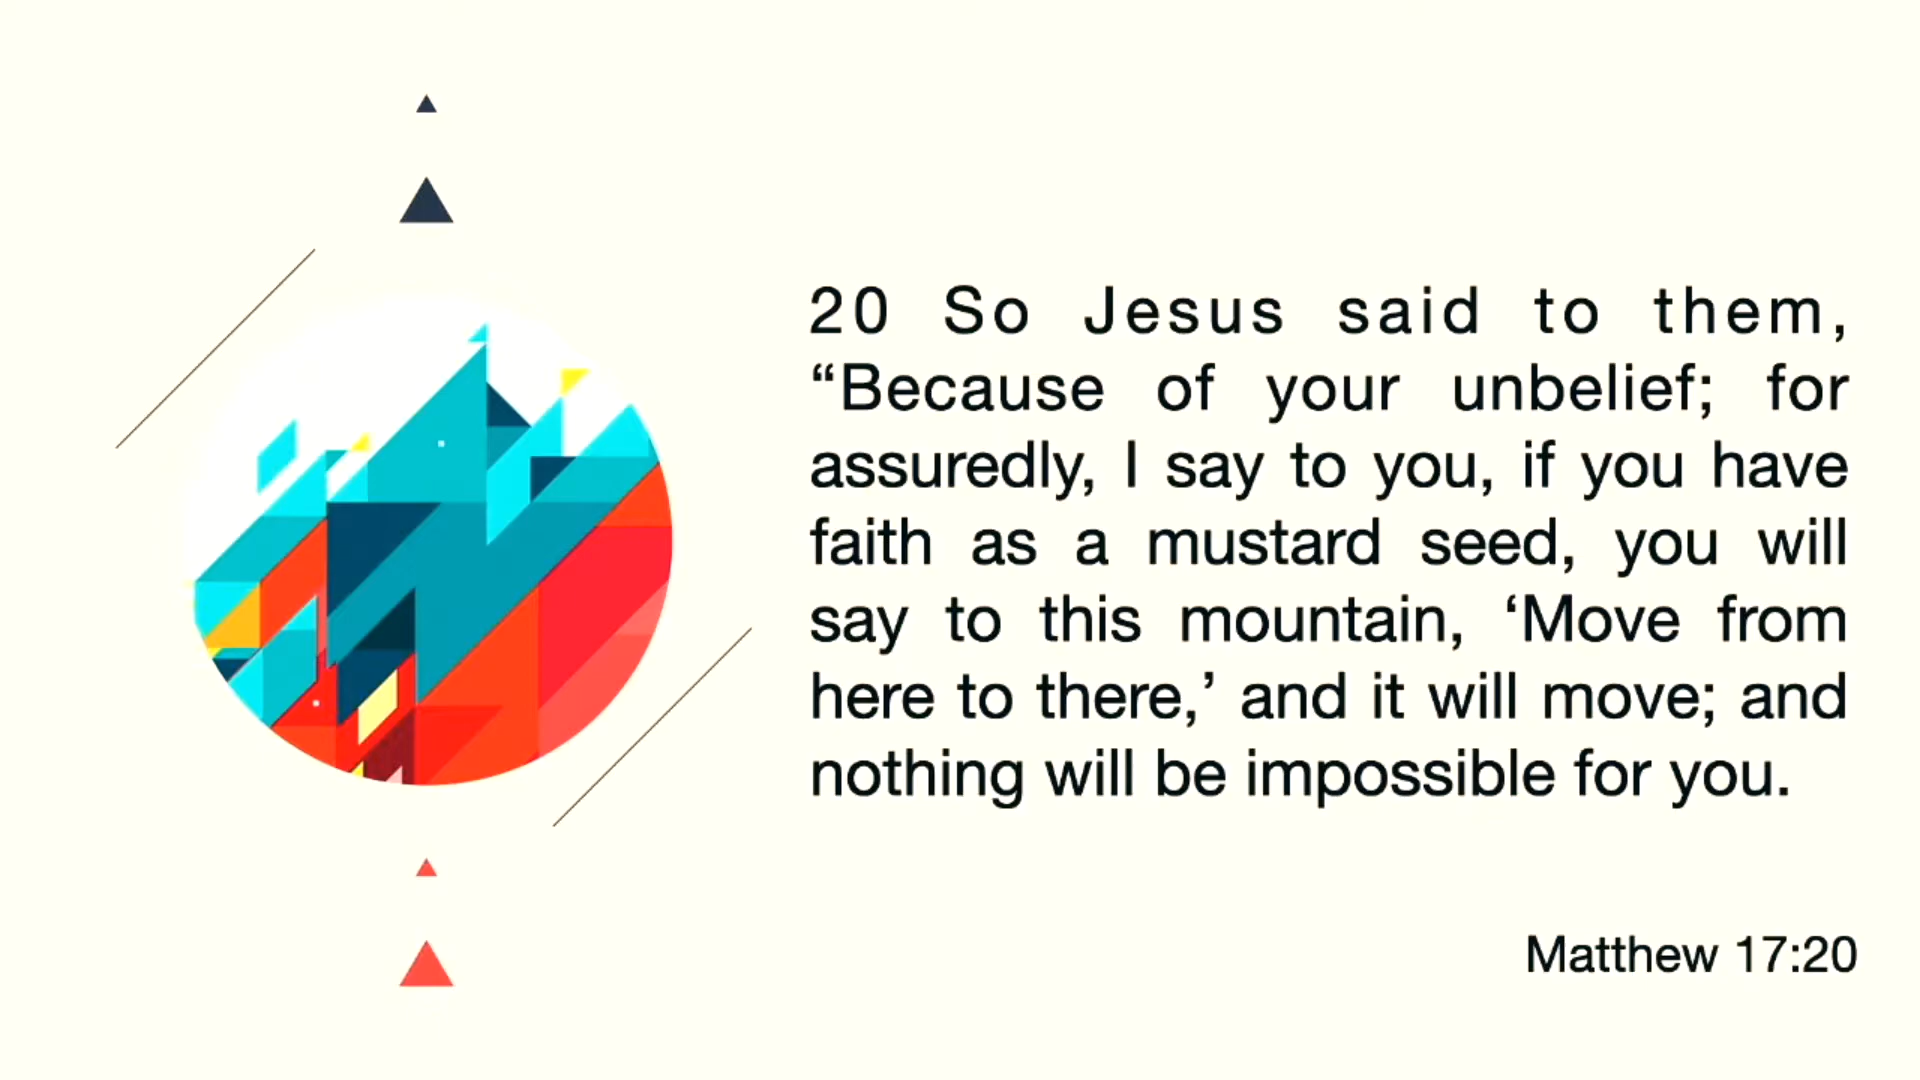 20 So Jesus said to them,
“Because of your unbelief; for
assuredly, I say to you, if you have
faith as a mustard seed, you will
say to this mountain, ‘Move from
here to there,’ and it will move; and
nothing will be impossible for you.
Matthew 17:20